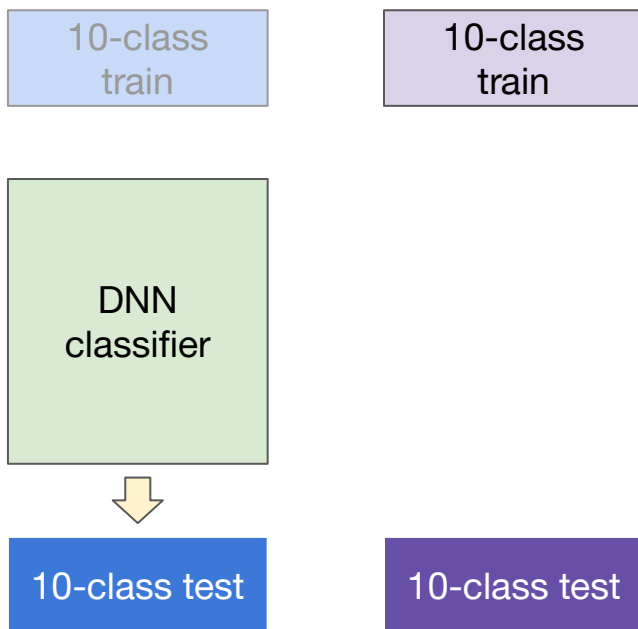 10-class
train
10-class
train
DNN
classifier
10-class test
10-class test